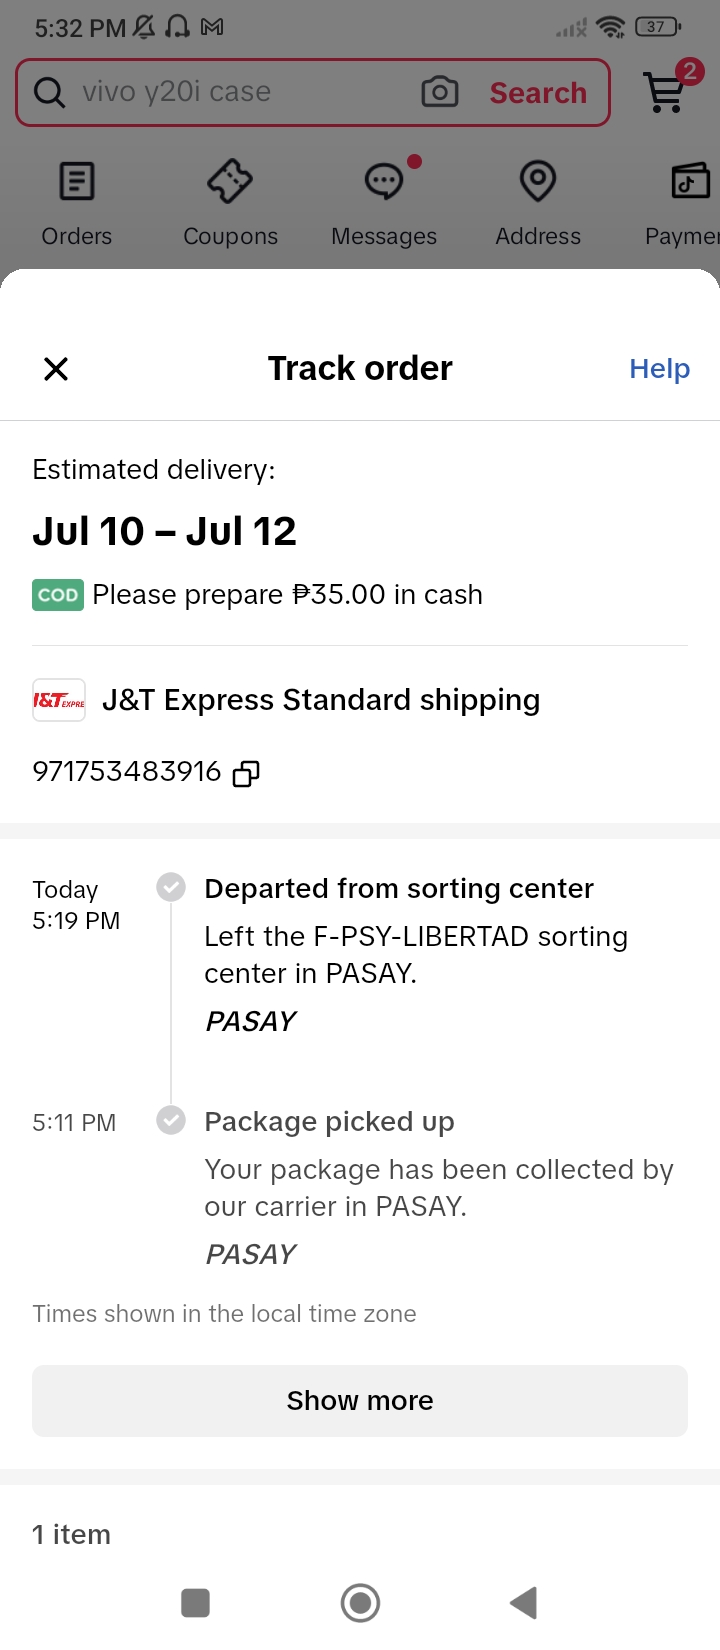 5:32 PM
37
vivo y20i case
Search
2
Orders
Coupons
Messages
Address
Paymen
Track order
Help
Estimated delivery:
Jul 10 – Jul 12
COD Please prepare ₱35.00 in cash
J&T EXPRE
J&T Express Standard shipping
971753483916
Today
5:19 PM
Departed from sorting center
Left the F-PSY-LIBERTAD sorting
center in PASAY.
PASAY
5:11 PM
Package picked up
Your package has been collected by
our carrier in PASAY.
PASAY
Times shown in the local time zone
Show more
1 item